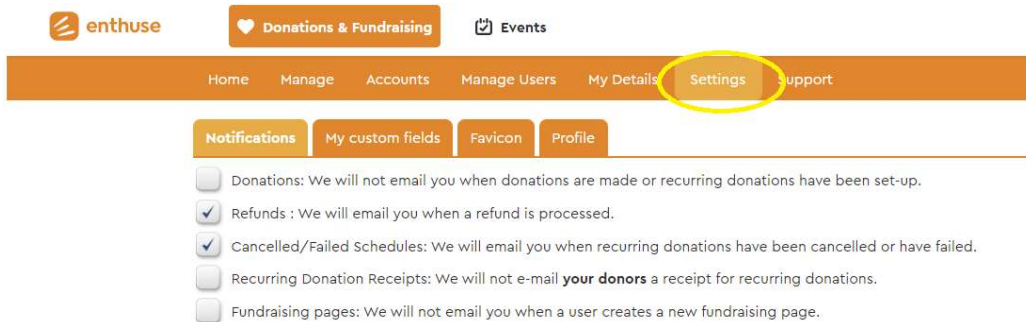 enthuse Donations & Fundraising Events
Home Manage Accounts Manage Users My Details Settings Support
Notifications My custom fields Favicon Profile
Donations: We will not email you when donations are made or recurring donations have been set-up.
Refunds : We will email you when a refund is processed.
Cancelled/Failed Schedules: We will email you when recurring donations have been cancelled or have failed.
Recurring Donation Receipts: We will not e-mail your donors a receipt for recurring donations.
Fundraising pages: We will not email you when a user creates a new fundraising page.